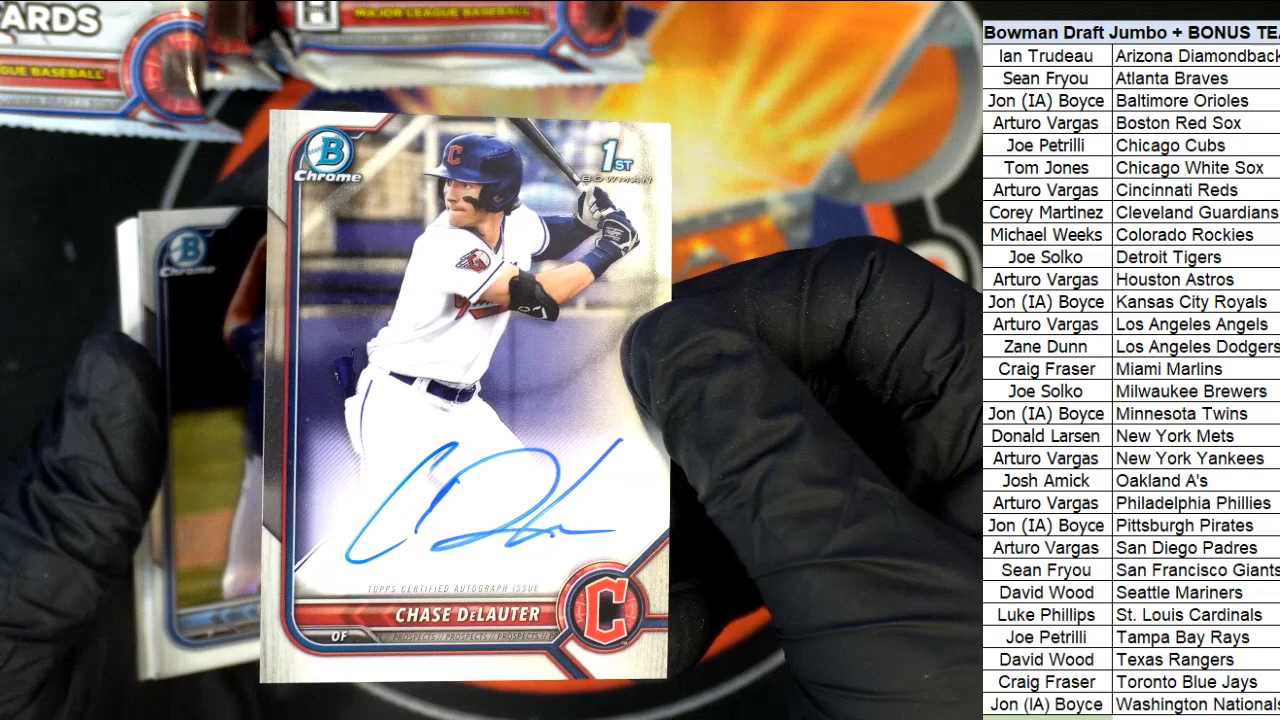 ARDS
GUE BASEBALL
MAJOR LEAGUE BASEBALL
B
Chrome
1ST
BOWMAN
C
B
Chrome
TOPPS CERTIFIED AUTOGRAPH ISSUE
CHASE DeLAUTER
C
OF
// PROSPECTS // PROSPECTS // PROSPECTS //
Bowman Draft Jumbo + BONUS TEA
Ian Trudeau Arizona Diamondback
Sean Fryou Atlanta Braves
Jon (IA) Boyce Baltimore Orioles
Arturo Vargas Boston Red Sox
Joe Petrilli Chicago Cubs
Tom Jones Chicago White Sox
Arturo Vargas Cincinnati Reds
Corey Martinez Cleveland Guardians
Michael Weeks Colorado Rockies
Joe Solko Detroit Tigers
Arturo Vargas Houston Astros
Jon (IA) Boyce Kansas City Royals
Arturo Vargas Los Angeles Angels
Zane Dunn Los Angeles Dodgers
Craig Fraser Miami Marlins
Joe Solko Milwaukee Brewers
Jon (IA) Boyce Minnesota Twins
Donald Larsen New York Mets
Arturo Vargas New York Yankees
Josh Amick Oakland A's
Arturo Vargas Philadelphia Phillies
Jon (IA) Boyce Pittsburgh Pirates
Arturo Vargas San Diego Padres
Sean Fryou San Francisco Giants
David Wood Seattle Mariners
Luke Phillips St. Louis Cardinals
Joe Petrilli Tampa Bay Rays
David Wood Texas Rangers
Craig Fraser Toronto Blue Jays
Jon (IA) Boyce Washington Nationals